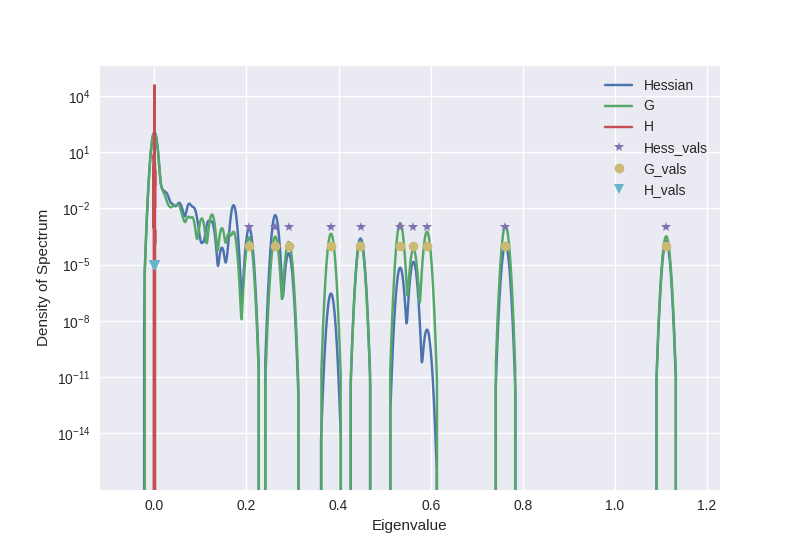 Hessian
G
H
Hess_vals
G_vals
H_vals
10^4
10^1
10^-2
10^-5
10^-8
10^-11
10^-14
Density of Spectrum
0.0 0.2 0.4 0.6 0.8 1.0 1.2
Eigenvalue